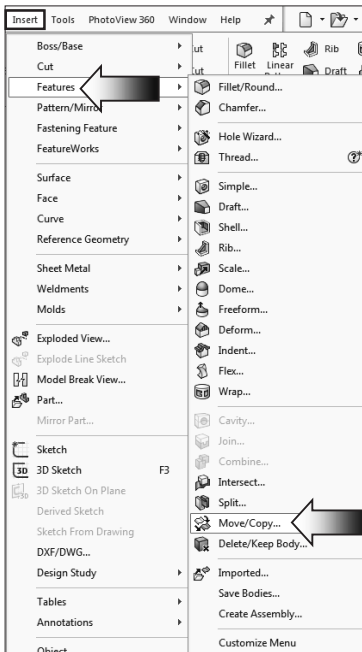 Insert Tools PhotoView 360 Window Help
Boss/Base
Cut
Features
Pattern/Mirror
Fastening Feature
FeatureWorks
Surface
Face
Curve
Reference Geometry
Sheet Metal
Weldments
Molds
Exploded View...
Explode Line Sketch
Model Break View...
Part...
Mirror Part...
Sketch
3D 3D Sketch F3
3D Sketch On Plane
Derived Sketch
Sketch From Drawing
DXF/DWG...
Design Study
Tables
Annotations
Object
ut
Fillet Linear
Rib
Draft
ut
Fillet/Round...
Chamfer...
Hole Wizard...
Thread...
Simple...
Draft...
Shell...
Rib...
Scale...
Dome...
Freeform...
Deform...
Indent...
Flex...
Wrap...
Cavity...
Join...
Combine...
Intersect...
Split...
Move/Copy...
Delete/Keep Body...
Imported...
Save Bodies...
Create Assembly...
Customize Menu